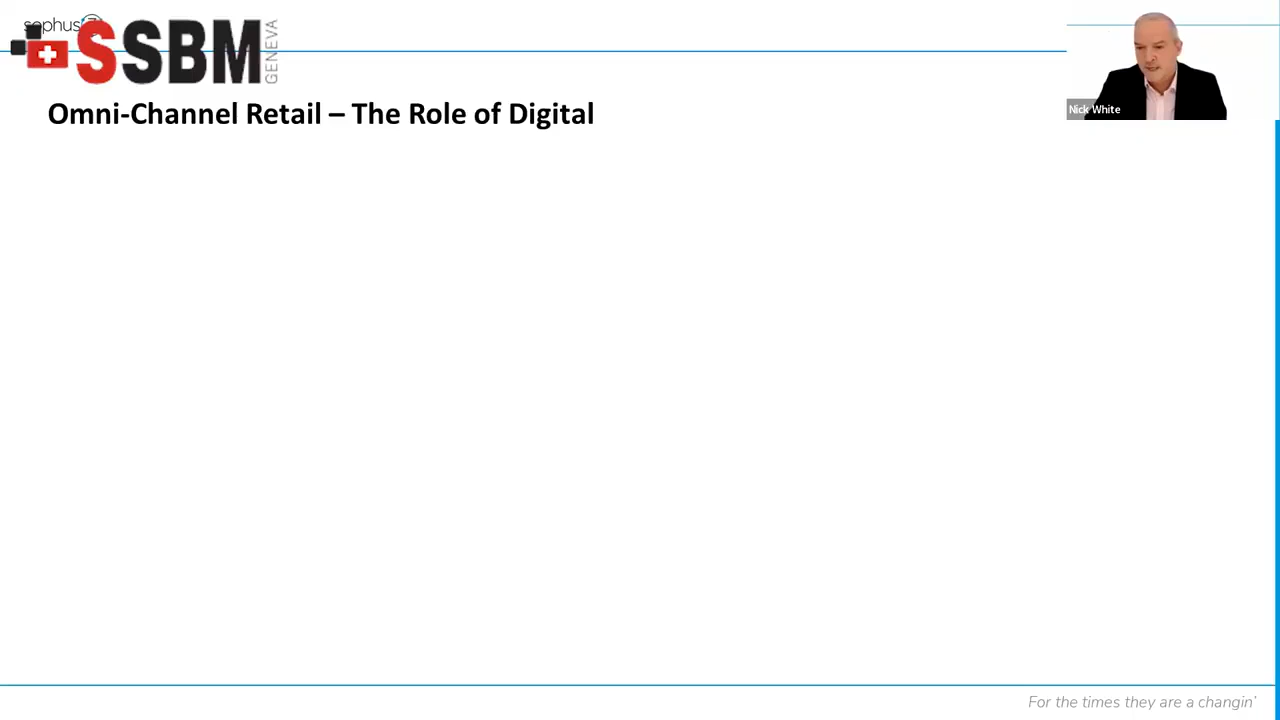 sophus
SSBM
GENEVA
Omni-Channel Retail – The Role of Digital
Nick White
For the times they are a changin’